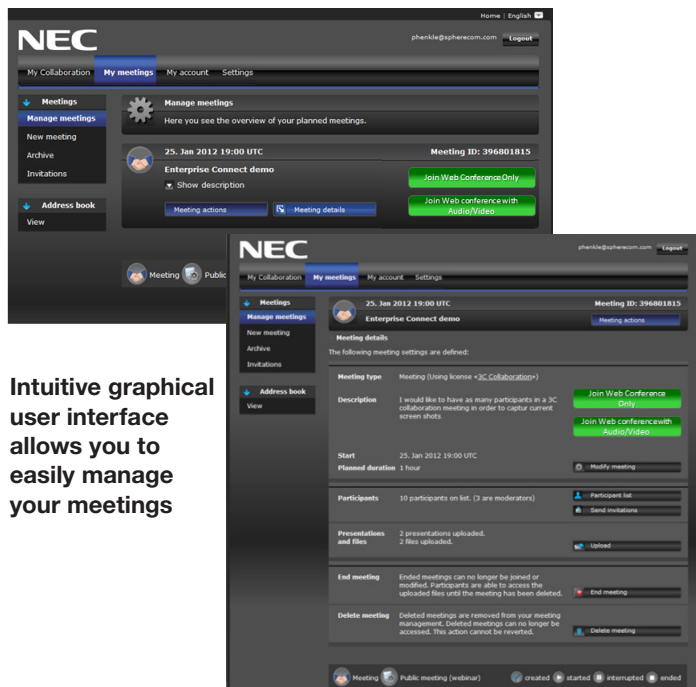 Home | English
NEC
phenkle@spherecom.com Logout
My Collaboration My meetings My account Settings
Meetings
Manage meetings
New meeting
Archive
Invitations
Address book
View
Manage meetings
Here you see the overview of your planned meetings.
25. Jan 2012 19:00 UTC Meeting ID: 396801815
Enterprise Connect demo
Show description
Join Web Conference Only
Join Web conference with
Audio/Video
Meeting actions Meeting details
Meeting Public
Intuitive graphical
user interface
allows you to
easily manage
your meetings
NEC
phenkle@spherecom.com Logout
My Collaboration My meetings My account Settings
Meetings
Manage meetings
New meeting
Archive
Invitations
Address book
View
25. Jan 2012 19:00 UTC Meeting ID: 396801815
Enterprise Connect demo Meeting actions
Meeting details
The following meeting settings are defined:
Meeting type Meeting (Using license «3C Collaboration»)
Description I would like to have as many participants in a 3C
collaboration meeting in order to captur current
screen shots.
Join Web Conference
Only
Join Web conferencewith
Audio/Video
Start 25. Jan 2012 19:00 UTC
Planned duration 1 hour Modify meeting
Participants 10 participants on list. (3 are moderators) Participant list
Send invitations
Presentations 2 presentations uploaded.
and files 2 files uploaded. Upload
End meeting Ended meetings can no longer be joined or
modified. Participants are able to access the
uploaded files until the meeting has been deleted. End meeting
Delete meeting Deleted meetings are removed from your meeting
management. Deleted meetings can no longer be
accessed. This action cannot be reverted. Delete meeting
Meeting Public meeting (webinar) created started interrupted ended